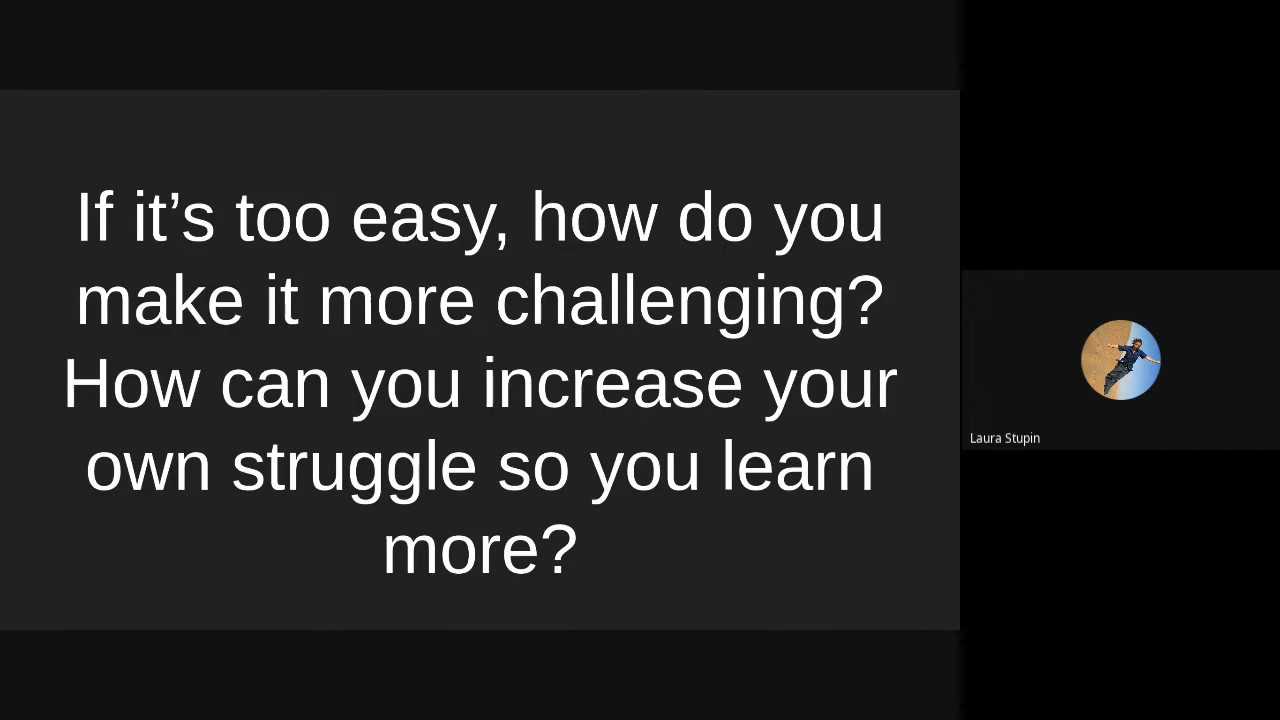 If it’s too easy, how do you
make it more challenging?
How can you increase your
own struggle so you learn
more?
Laura Stupin